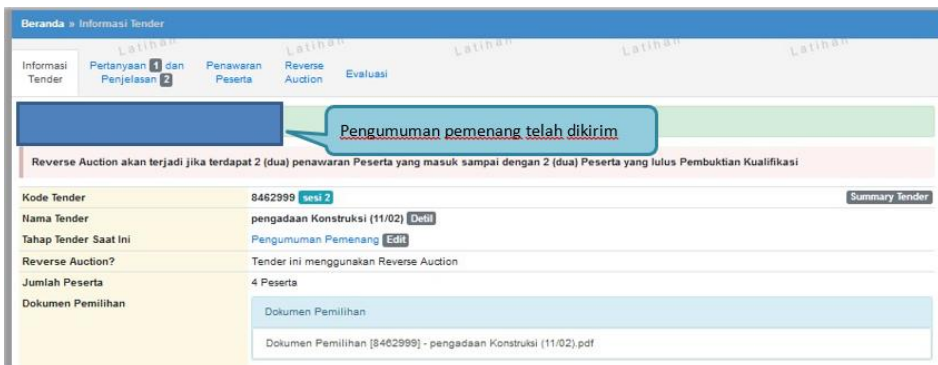 Beranda » Informasi Tender
Latihan Latihan Latihan Latihan Latihan
Informasi Tender
Pertanyaan 1 dan Penjelasan 2
Penawaran Peserta
Reverse Auction
Evaluasi
Pengumuman pemenang telah dikirim
Reverse Auction akan terjadi jika terdapat 2 (dua) penawaran Peserta yang masuk sampai dengan 2 (dua) Peserta yang lulus Pembuktian Kualifikasi
Kode Tender 8462999 sesi 2 Summary Tender
Nama Tender pengadaan Konstruksi (11/02) Detil
Tahap Tender Saat Ini Pengumuman Pemenang Edit
Reverse Auction? Tender ini menggunakan Reverse Auction
Jumlah Peserta 4 Peserta
Dokumen Pemilihan Dokumen Pemilihan
Dokumen Pemilihan [8462999] - pengadaan Konstruksi (11/02).pdf